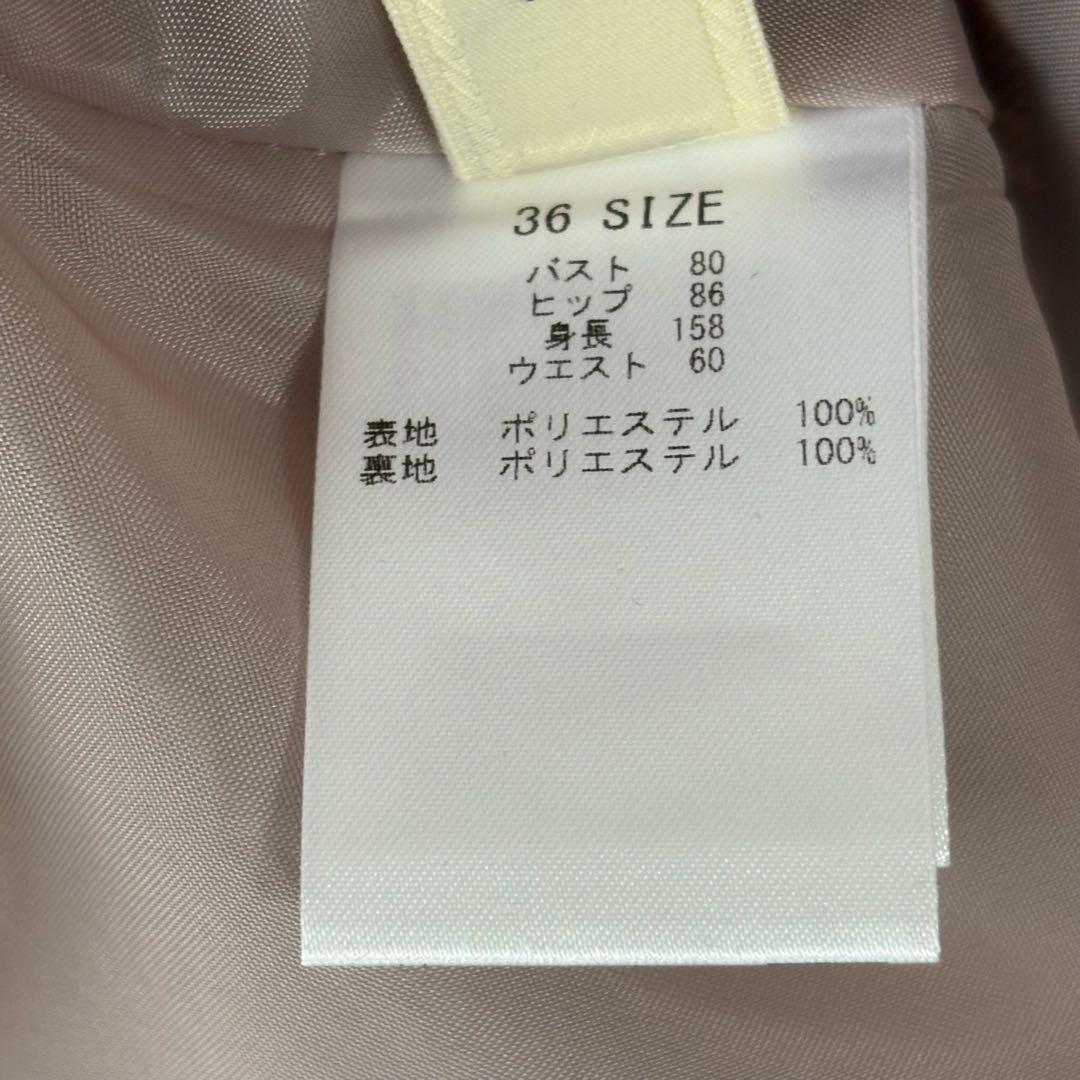 36 SIZE
バスト 80
ヒップ 86
身長 158
ウエスト 60
表地 ポリエステル 100%
裏地 ポリエステル 100%